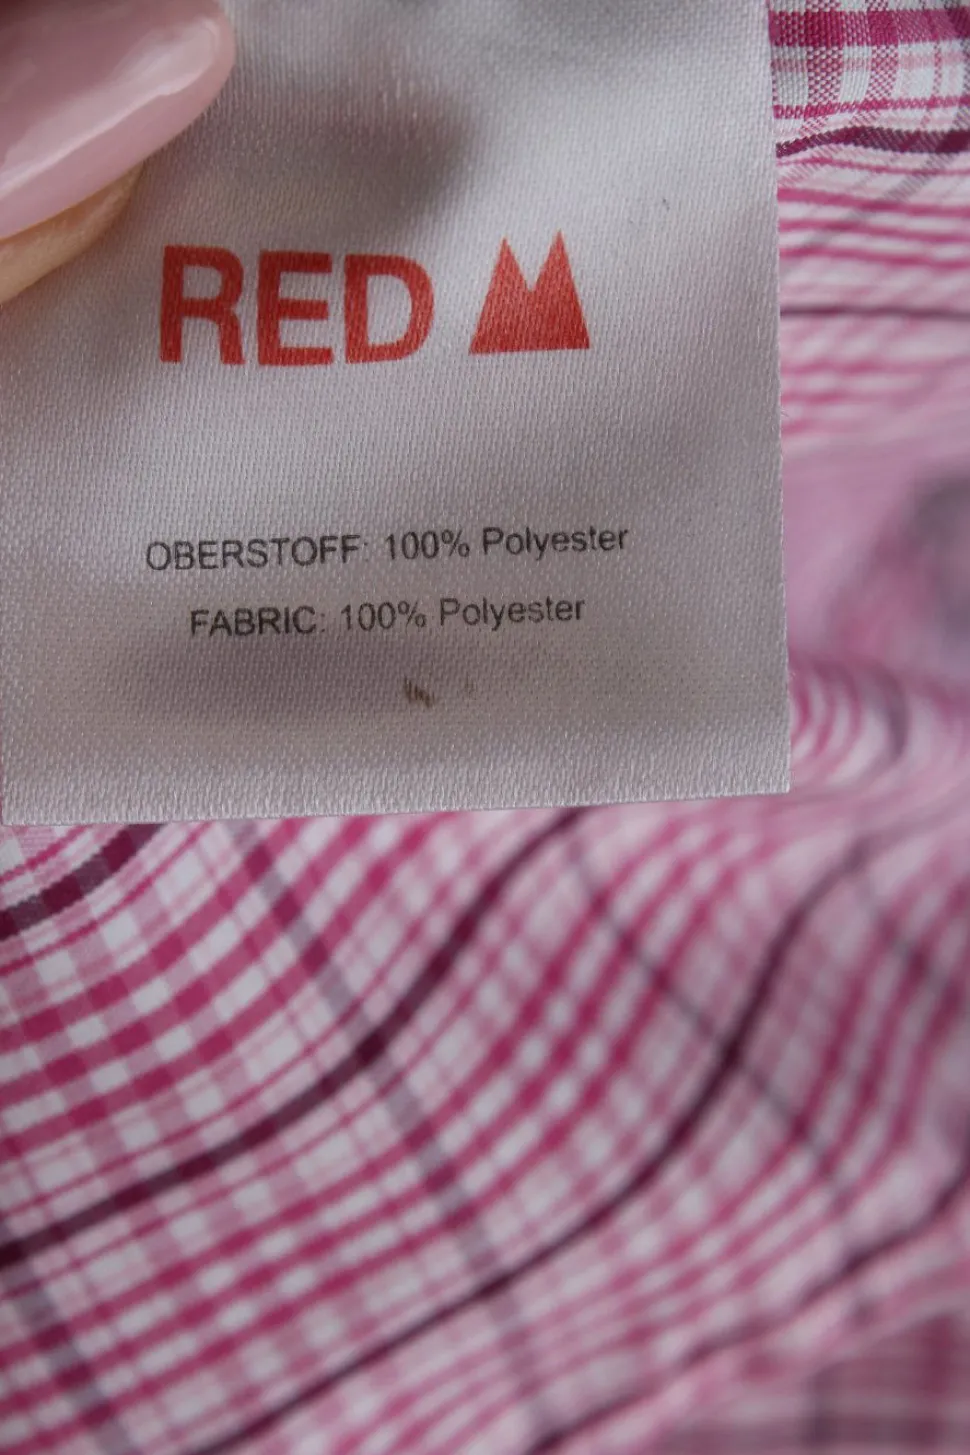 RED
OBERSTOFF: 100% Polyester
FABRIC: 100% Polyester